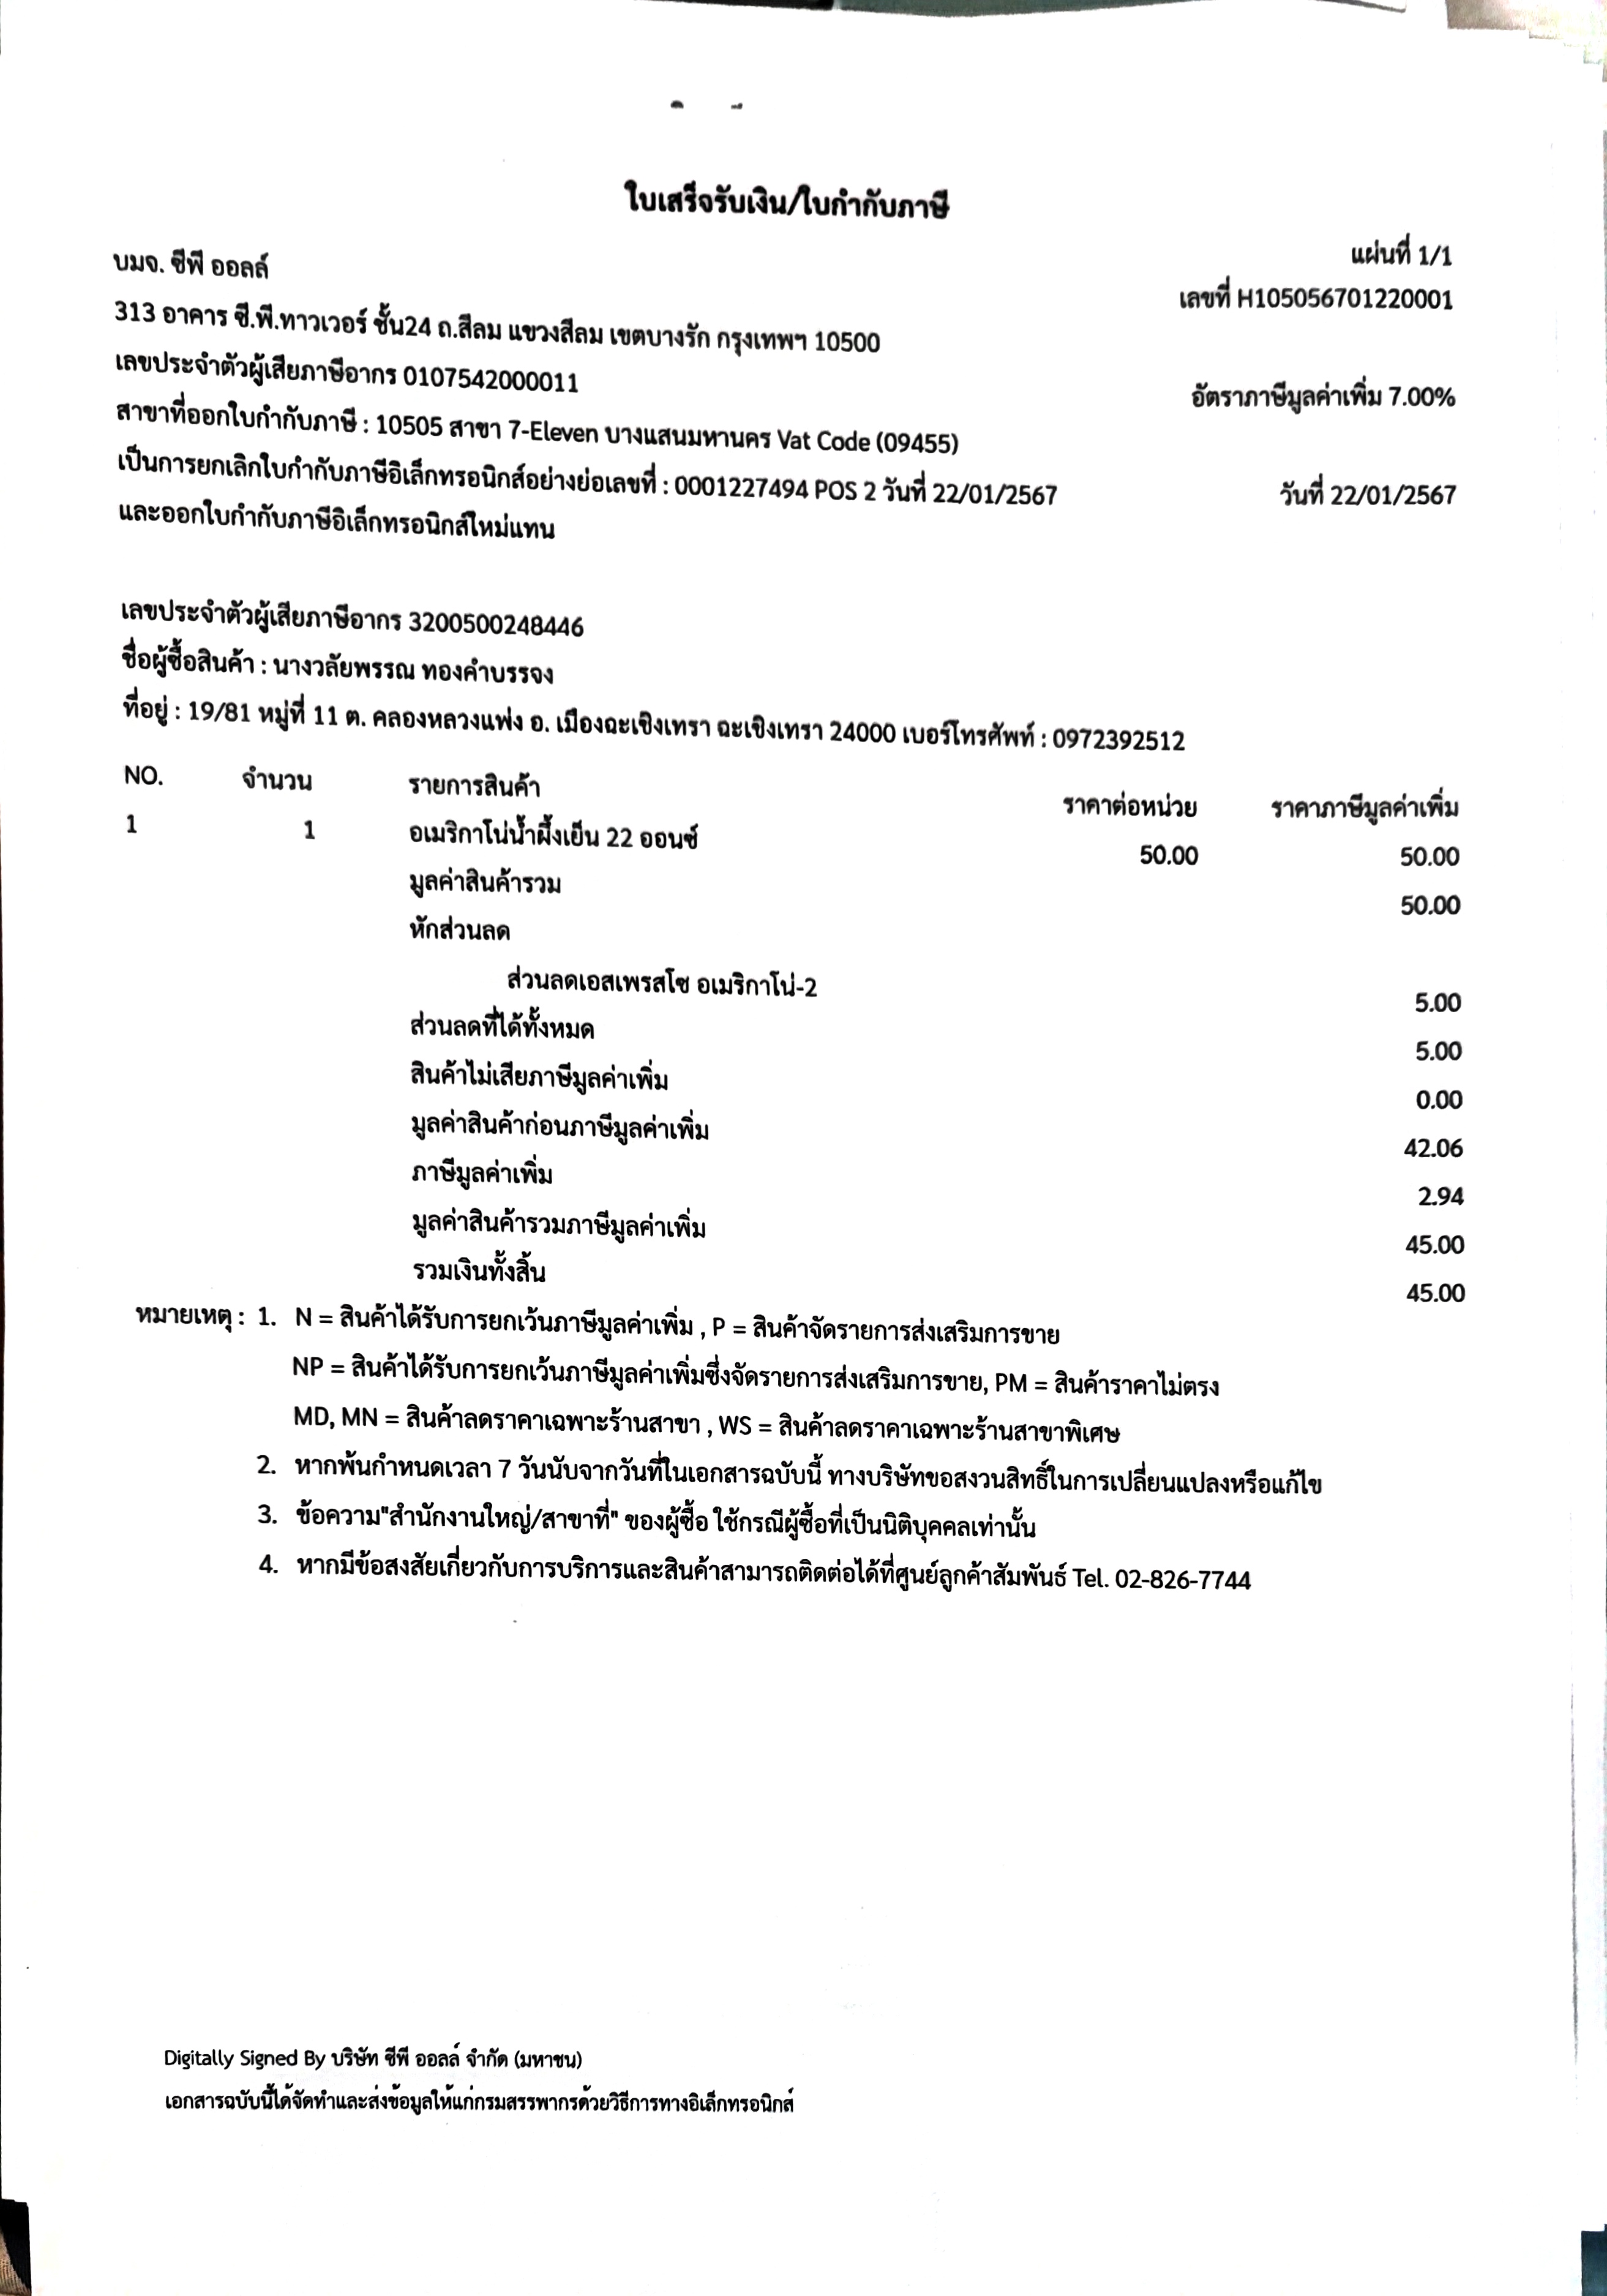 ใบเสร็จรับเงิน/ใบกำกับภาษี
แผ่นที่ 1/1
บมจ. ซีพี ออลล์
เลขที่ H105056701220001
313 อาคาร ซี.พี.ทาวเวอร์ ชั้น24 ถ.สีลม แขวงสีลม เขตบางรัก กรุงเทพฯ 10500
เลขประจำตัวผู้เสียภาษีอากร 0107542000011
อัตราภาษีมูลค่าเพิ่ม 7.00%
สาขาที่ออกใบกำกับภาษี : 10505 สาขา 7-Eleven บางแสนมหานคร Vat Code (09455)
เป็นการยกเลิกใบกำกับภาษีอิเล็กทรอนิกส์อย่างย่อเลขที่ : 0001227494 POS 2 วันที่ 22/01/2567
วันที่ 22/01/2567
และออกใบกำกับภาษีอิเล็กทรอนิกส์ใหม่แทน
เลขประจำตัวผู้เสียภาษีอากร 3200500248446
ชื่อผู้ซื้อสินค้า : นางวลัยพรรณ ทองคำบรรจง
ที่อยู่ : 19/81 หมู่ที่ 11 ต. คลองหลวงแพ่ง อ. เมืองฉะเชิงเทรา ฉะเชิงเทรา 24000 เบอร์โทรศัพท์ : 0972392512
NO. จำนวน รายการสินค้า ราคาต่อหน่วย ราคาภาษีมูลค่าเพิ่ม
1 1 อเมริกาโน่น้ำผึ้งเย็น 22 ออนซ์ 50.00 50.00
มูลค่าสินค้ารวม 50.00
หักส่วนลด
ส่วนลดเอสเพรสโซ อเมริกาโน่-2 5.00
ส่วนลดที่ได้ทั้งหมด 5.00
สินค้าไม่เสียภาษีมูลค่าเพิ่ม 0.00
มูลค่าสินค้าก่อนภาษีมูลค่าเพิ่ม 42.06
ภาษีมูลค่าเพิ่ม 2.94
มูลค่าสินค้ารวมภาษีมูลค่าเพิ่ม 45.00
รวมเงินทั้งสิ้น 45.00
หมายเหตุ : 1. N = สินค้าได้รับการยกเว้นภาษีมูลค่าเพิ่ม , P = สินค้าจัดรายการส่งเสริมการขาย
NP = สินค้าได้รับการยกเว้นภาษีมูลค่าเพิ่มซึ่งจัดรายการส่งเสริมการขาย, PM = สินค้าราคาไม่ตรง
MD, MN = สินค้าลดราคาเฉพาะร้านสาขา , WS = สินค้าลดราคาเฉพาะร้านสาขาพิเศษ
2. หากพ้นกำหนดเวลา 7 วันนับจากวันที่ในเอกสารฉบับนี้ ทางบริษัทขอสงวนสิทธิ์ในการเปลี่ยนแปลงหรือแก้ไข
3. ข้อความ"สำนักงานใหญ่/สาขาที่" ของผู้ซื้อ ใช้กรณีผู้ซื้อที่เป็นนิติบุคคลเท่านั้น
4. หากมีข้อสงสัยเกี่ยวกับการบริการและสินค้าสามารถติดต่อได้ที่ศูนย์ลูกค้าสัมพันธ์ Tel. 02-826-7744
Digitally Signed By บริษัท ซีพี ออลล์ จำกัด (มหาชน)
เอกสารฉบับนี้ได้จัดทำและส่งข้อมูลให้แก่กรมสรรพากรด้วยวิธีการทางอิเล็กทรอนิกส์